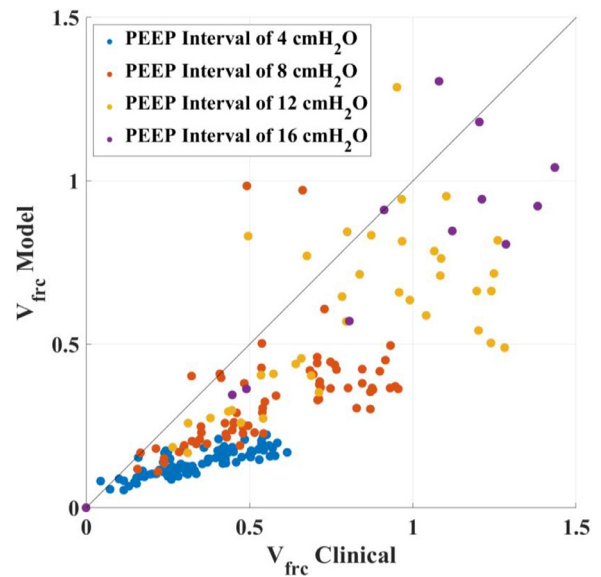 1.5
PEEP Interval of 4 cmH2O
PEEP Interval of 8 cmH2O
PEEP Interval of 12 cmH2O
PEEP Interval of 16 cmH2O
1
Vfrc Model
0.5
0
0 0.5 1 1.5
Vfrc Clinical